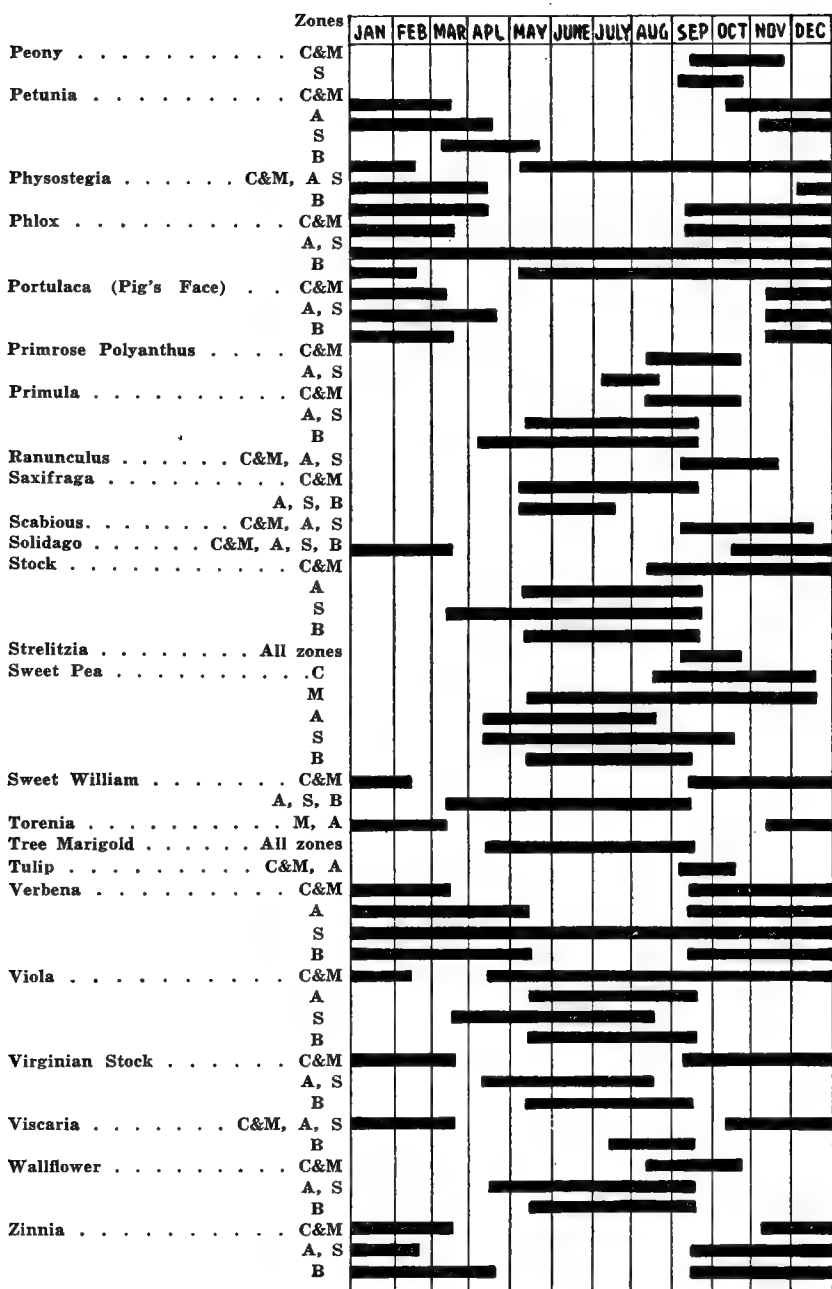 Zones JAN FEB MAR APL MAY JUNE JULY AUG SEP OCT NOV DEC
Peony . . . . . . . . . . C&M
S
Petunia . . . . . . . . . C&M
A
S
B
Physostegia . . . . . . C&M, A S
B
Phlox . . . . . . . . . . C&M
A, S
B
Portulaca (Pig's Face) . . C&M
A, S
B
Primrose Polyanthus . . . . C&M
A, S
Primula . . . . . . . . . . C&M
A, S
B
Ranunculus . . . . . . C&M, A, S
Saxifraga . . . . . . . . . C&M
A, S, B
Scabious. . . . . . . . C&M, A, S
Solidago . . . . . . C&M, A, S, B
Stock . . . . . . . . . . . C&M
A
S
B
Strelitzia . . . . . . . . All zones
Sweet Pea . . . . . . . . . . .C
M
A
S
B
Sweet William . . . . . . . C&M
A, S, B
Torenia . . . . . . . . . . M, A
Tree Marigold . . . . . . All zones
Tulip . . . . . . . . . C&M, A
Verbena . . . . . . . . . C&M
A
S
B
Viola . . . . . . . . . . C&M
A
S
B
Virginian Stock . . . . . . C&M
A, S
B
Viscaria . . . . . . . C&M, A, S
B
Wallflower . . . . . . . . . C&M
A, S
B
Zinnia . . . . . . . . . . C&M
A, S
B